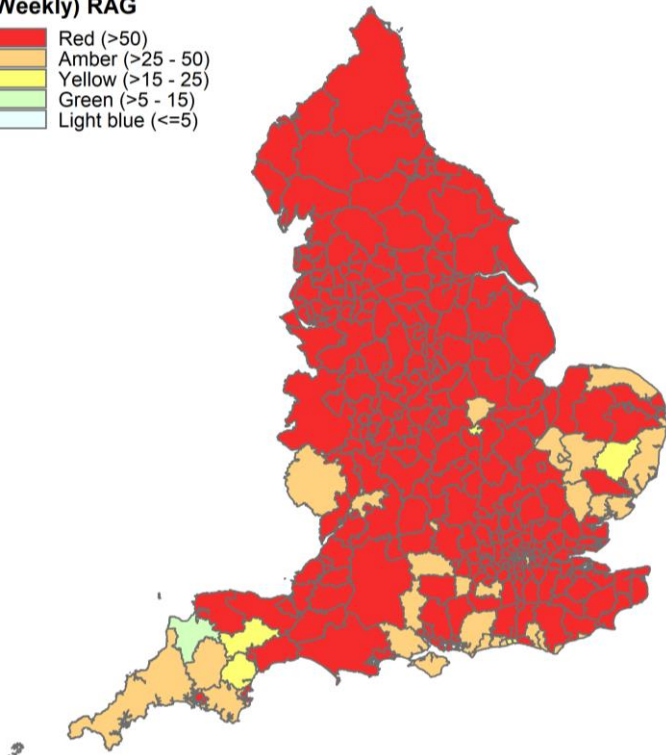 Weekly) RAG
Red (>50)
Amber (>25 - 50)
Yellow (>15 - 25)
Green (>5 - 15)
Light blue (<=5)